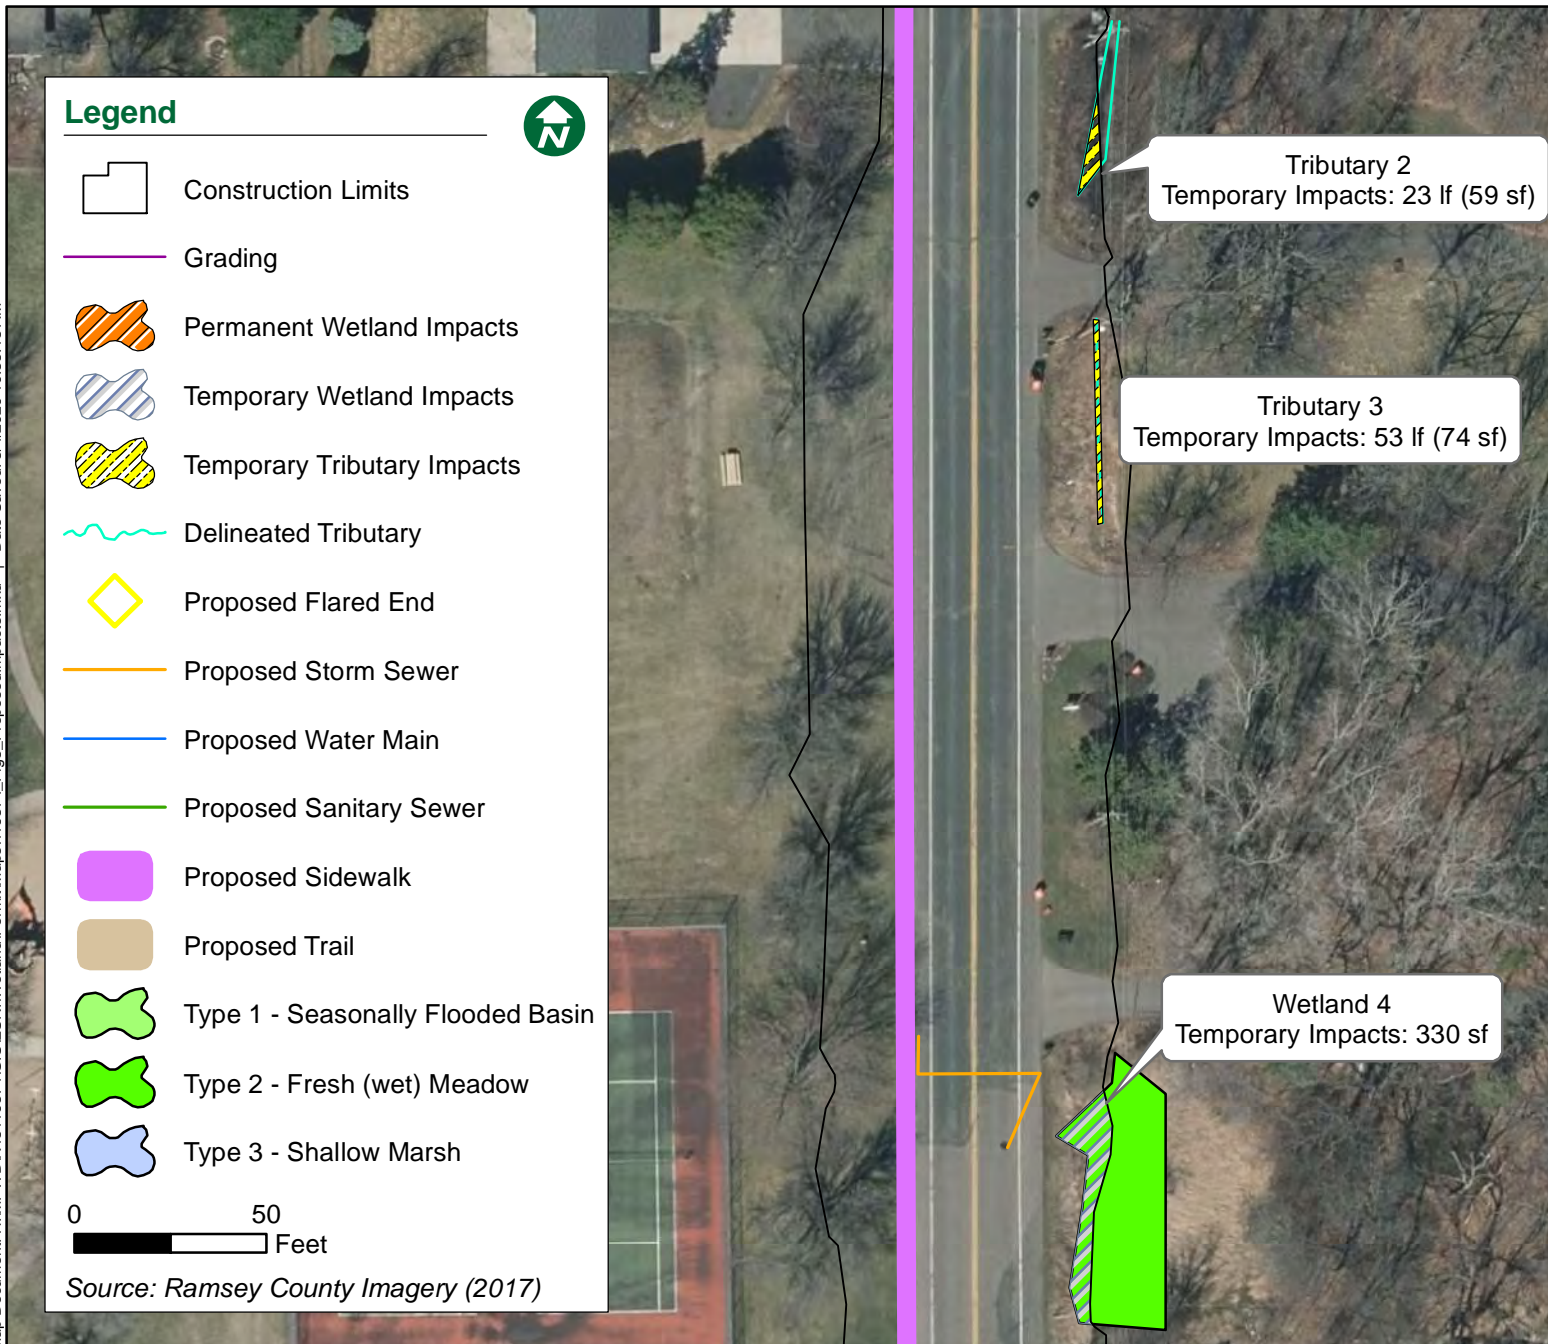 Legend
N
Construction Limits
Grading
Permanent Wetland Impacts
Temporary Wetland Impacts
Temporary Tributary Impacts
Delineated Tributary
Proposed Flared End
Proposed Storm Sewer
Proposed Water Main
Proposed Sanitary Sewer
Proposed Sidewalk
Proposed Trail
Type 1 - Seasonally Flooded Basin
Type 2 - Fresh (wet) Meadow
Type 3 - Shallow Marsh
0 50
Feet
Source: Ramsey County Imagery (2017)
Tributary 2
Temporary Impacts: 23 lf (59 sf)
Tributary 3
Temporary Impacts: 53 lf (74 sf)
Wetland 4
Temporary Impacts: 330 sf